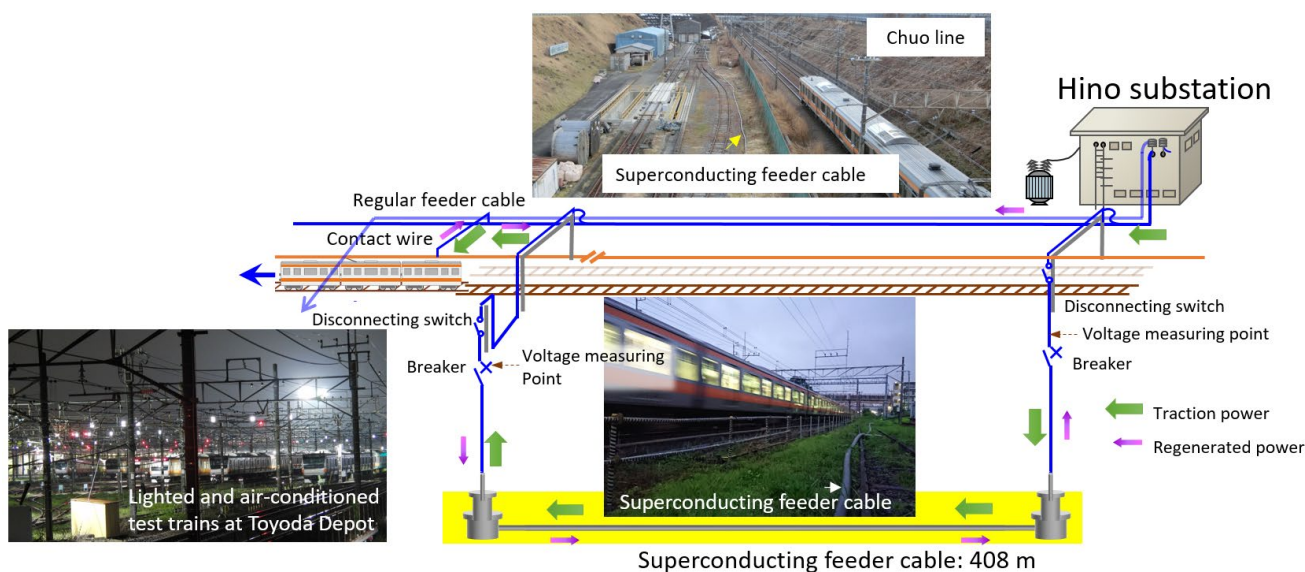 Chuo line
Hino substation
Superconducting feeder cable
Regular feeder cable
Contact wire
Disconnecting switch
Disconnecting switch
Voltage measuring point
Breaker
Voltage measuring
Point
Breaker
Traction power
Regenerated power
Lighted and air-conditioned
test trains at Toyoda Depot
Superconducting feeder cable
Superconducting feeder cable: 408 m